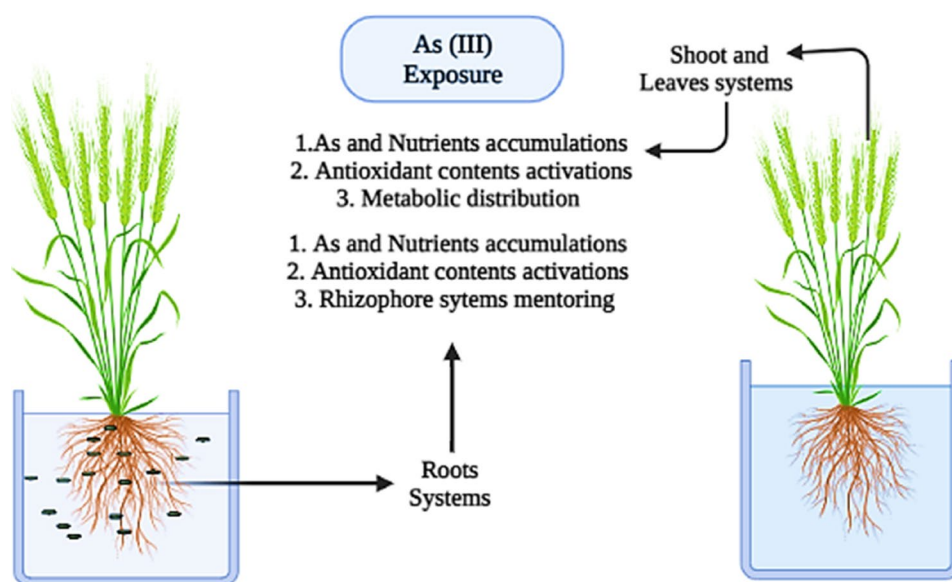 As (III)
Exposure
Shoot and
Leaves systems
1.As and Nutrients accumulations
2. Antioxidant contents activations
3. Metabolic distribution
1. As and Nutrients accumulations
2. Antioxidant contents activations
3. Rhizophore sytems mentoring
Roots
Systems